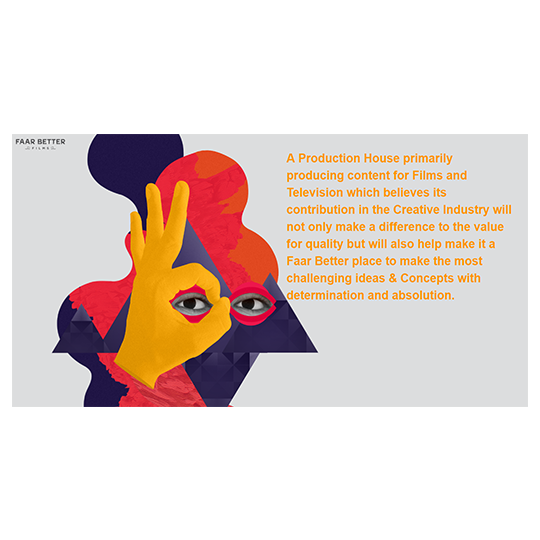 FAAR BETTER
FILMS
A Production House primarily
producing content for Films and
Television which believes its
contribution in the Creative Industry will
not only make a difference to the value
for quality but will also help make it a
Faar Better place to make the most
challenging ideas & Concepts with
determination and absolution.